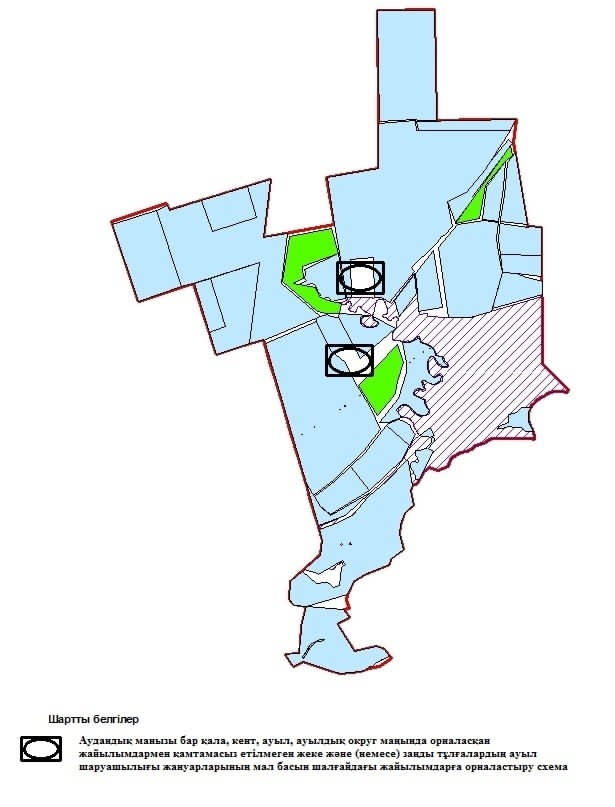 Шартты белгілер
Аудандық маңызы бар қала, кент, ауыл, ауылдық округ маңында орналасқан
жайылымдармен қамтамасыз етілмеген жеке және (немесе) заңды тұлғалардың ауыл
шаруашылығы жануарларының мал басын шалғайдағы жайылымдарға орналастыру схема